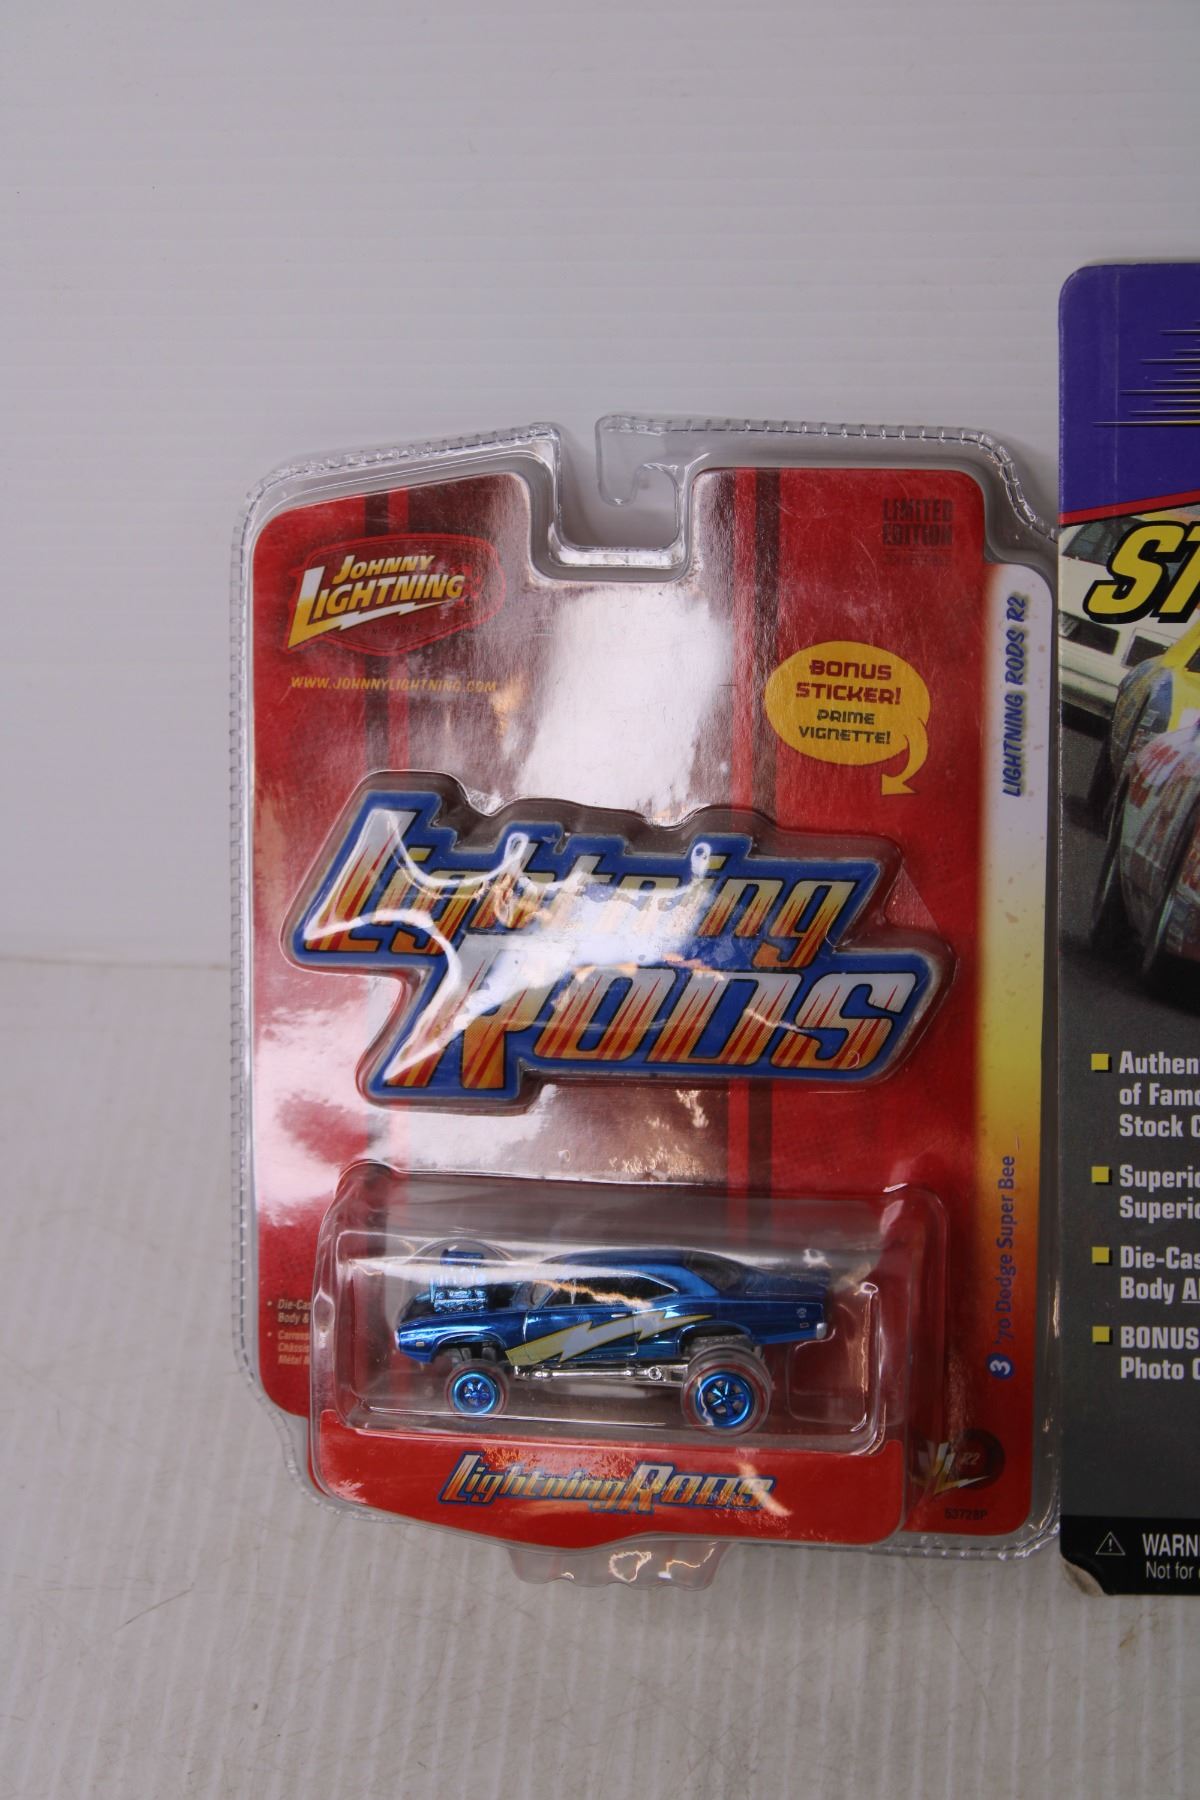 JOHNNY
LIGHTNING
WWW.JOHNNYLIGHTNING.COM
LIMITED
EDITION
BONUS
STICKER!
PRIME
VIGNETTE!
LIGHTNING RODS R2
Lightning
RODS
3 '70 Dodge Super Bee
Lightning RODS
R2
53728P
ST
Authen
of Famo
Stock C
Superio
Superio
Die-Cas
Body A
BONUS
Photo C
WARN
Not for